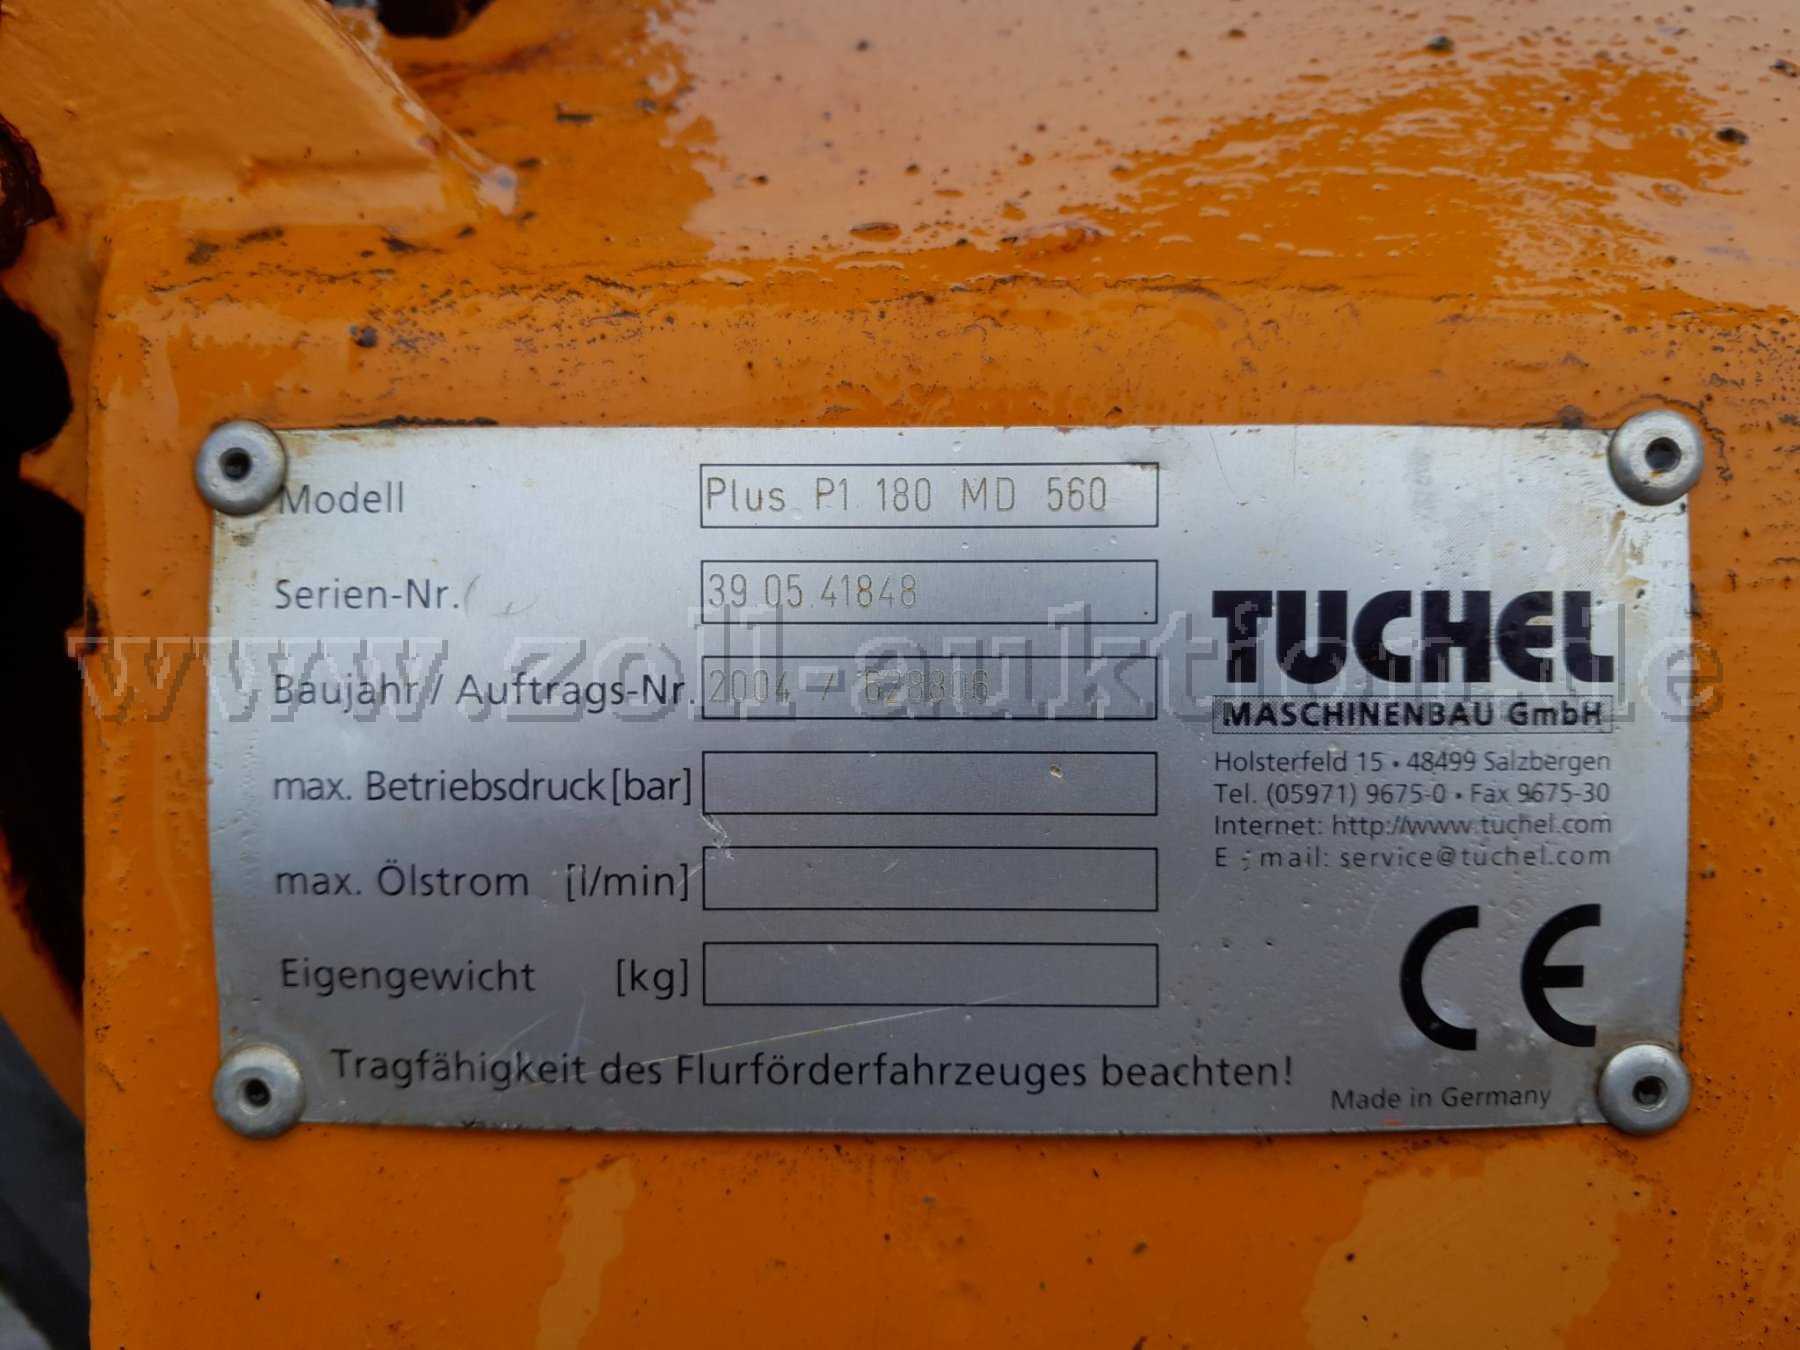 Modell Plus P1 180 MD 560
Serien-Nr. 39 05 41848
Baujahr / Auftrags-Nr. 2004 / 628806
max. Betriebsdruck [bar]
max. Ölstrom [l/min]
Eigengewicht [kg]
Tragfähigkeit des Flurförderfahrzeuges beachten!
TUCHEL
MASCHINENBAU GmbH
Holsterfeld 15 • 48499 Salzbergen
Tel. (05971) 9675-0 • Fax 9675-30
Internet: http://www.tuchel.com
E - mail: service@tuchel.com
CE
Made in Germany
www.zoll-auktion.de